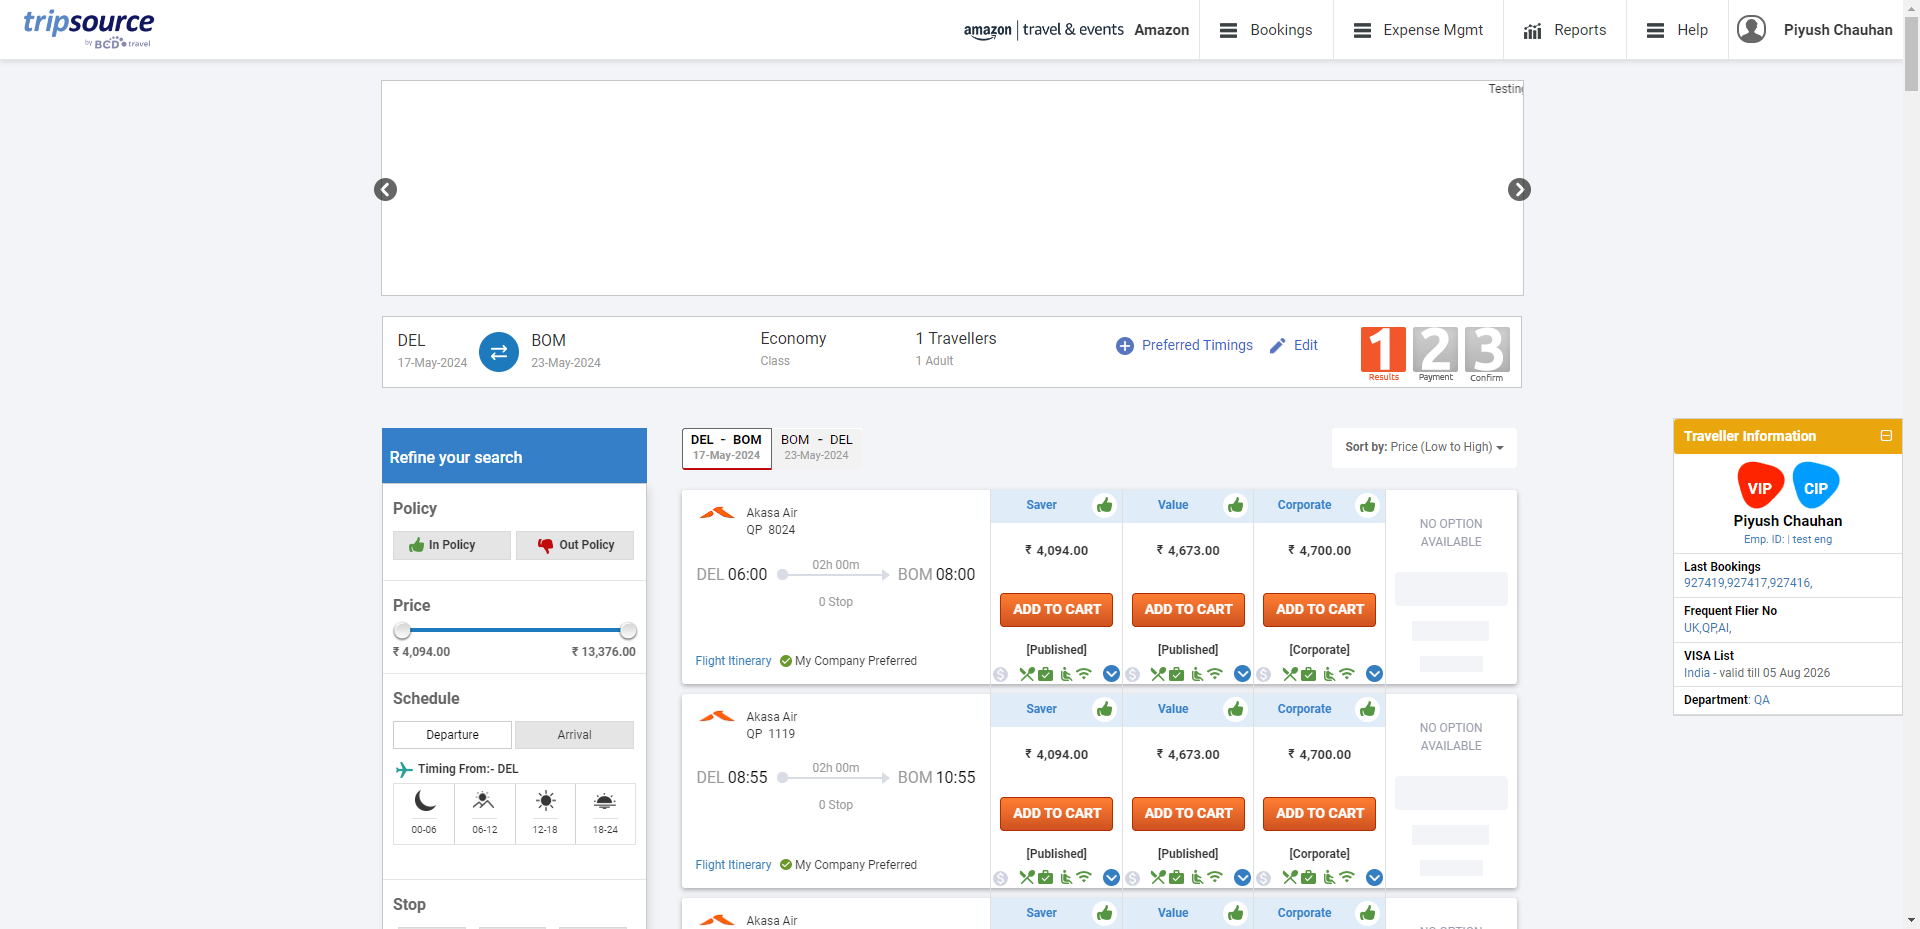 tripsource
by BCD travel
amazon | travel & events Amazon
Bookings
Expense Mgmt
Reports
Help
Piyush Chauhan
Testing
DEL
17-May-2024
BOM
23-May-2024
Economy
Class
1 Travellers
1 Adult
Preferred Timings
Edit
1 2 3
Results Payment Confirm
Refine your search
Policy
In Policy Out Policy
Price
₹ 4,094.00 ₹ 13,376.00
Schedule
Departure Arrival
Timing From:- DEL
00-06 06-12 12-18 18-24
Stop
DEL - BOM
17-May-2024
BOM - DEL
23-May-2024
Sort by: Price (Low to High)
Akasa Air
QP 8024
DEL 06:00
02h 00m
BOM 08:00
0 Stop
Flight Itinerary My Company Preferred
Saver Value Corporate
₹ 4,094.00 ₹ 4,673.00 ₹ 4,700.00
ADD TO CART ADD TO CART ADD TO CART
[Published] [Published] [Corporate]
NO OPTION
AVAILABLE
Akasa Air
QP 1119
DEL 08:55
02h 00m
BOM 10:55
0 Stop
Flight Itinerary My Company Preferred
Saver Value Corporate
₹ 4,094.00 ₹ 4,673.00 ₹ 4,700.00
ADD TO CART ADD TO CART ADD TO CART
[Published] [Published] [Corporate]
NO OPTION
AVAILABLE
Akasa Air
Saver Value Corporate
NO OPTION
Traveller Information
VIP CIP
Piyush Chauhan
Emp. ID: | test eng
Last Bookings
927419,927417,927416,
Frequent Flier No
UK,QP,AI,
VISA List
India - valid till 05 Aug 2026
Department: QA